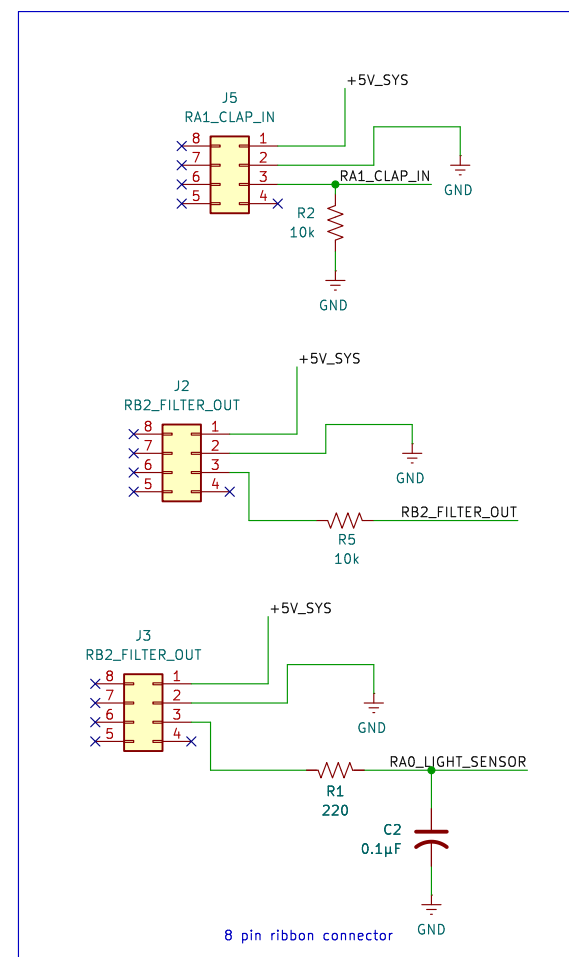 +5V_SYS
J5
RA1_CLAP_IN
8 1
7 2
6 3
5 4
RA1_CLAP_IN
GND
R2
10k
GND
+5V_SYS
J2
RB2_FILTER_OUT
8 1
7 2
6 3
5 4
GND
RB2_FILTER_OUT
R5
10k
+5V_SYS
J3
RB2_FILTER_OUT
8 1
7 2
6 3
5 4
GND
RA0_LIGHT_SENSOR
R1
220
C2
0.1µF
GND
8 pin ribbon connector